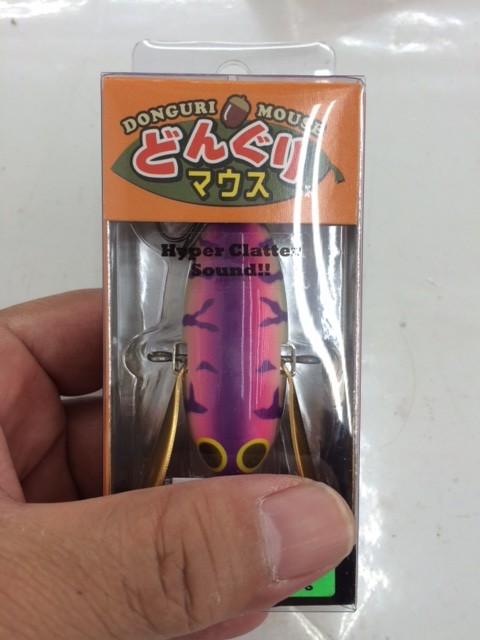 DONGURI MOUSE
どんぐり
マウス
Hyper Clatter
Sound!!